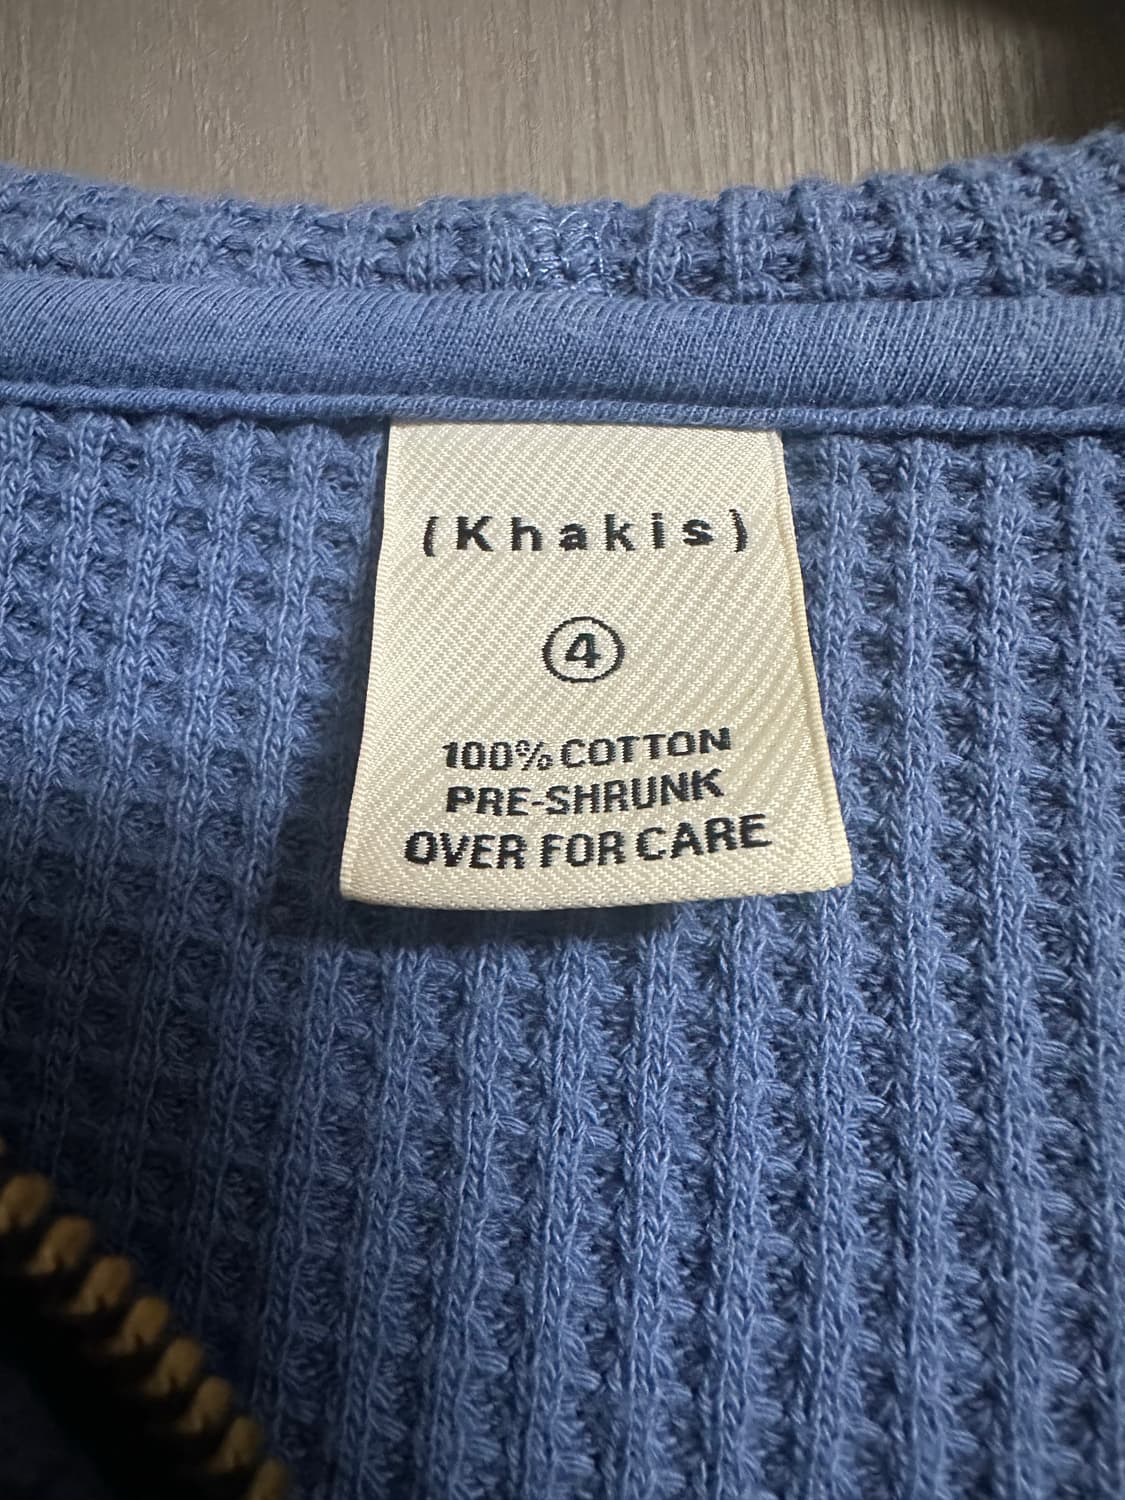 (Khakis)
4
100% COTTON
PRE-SHRUNK
OVER FOR CARE